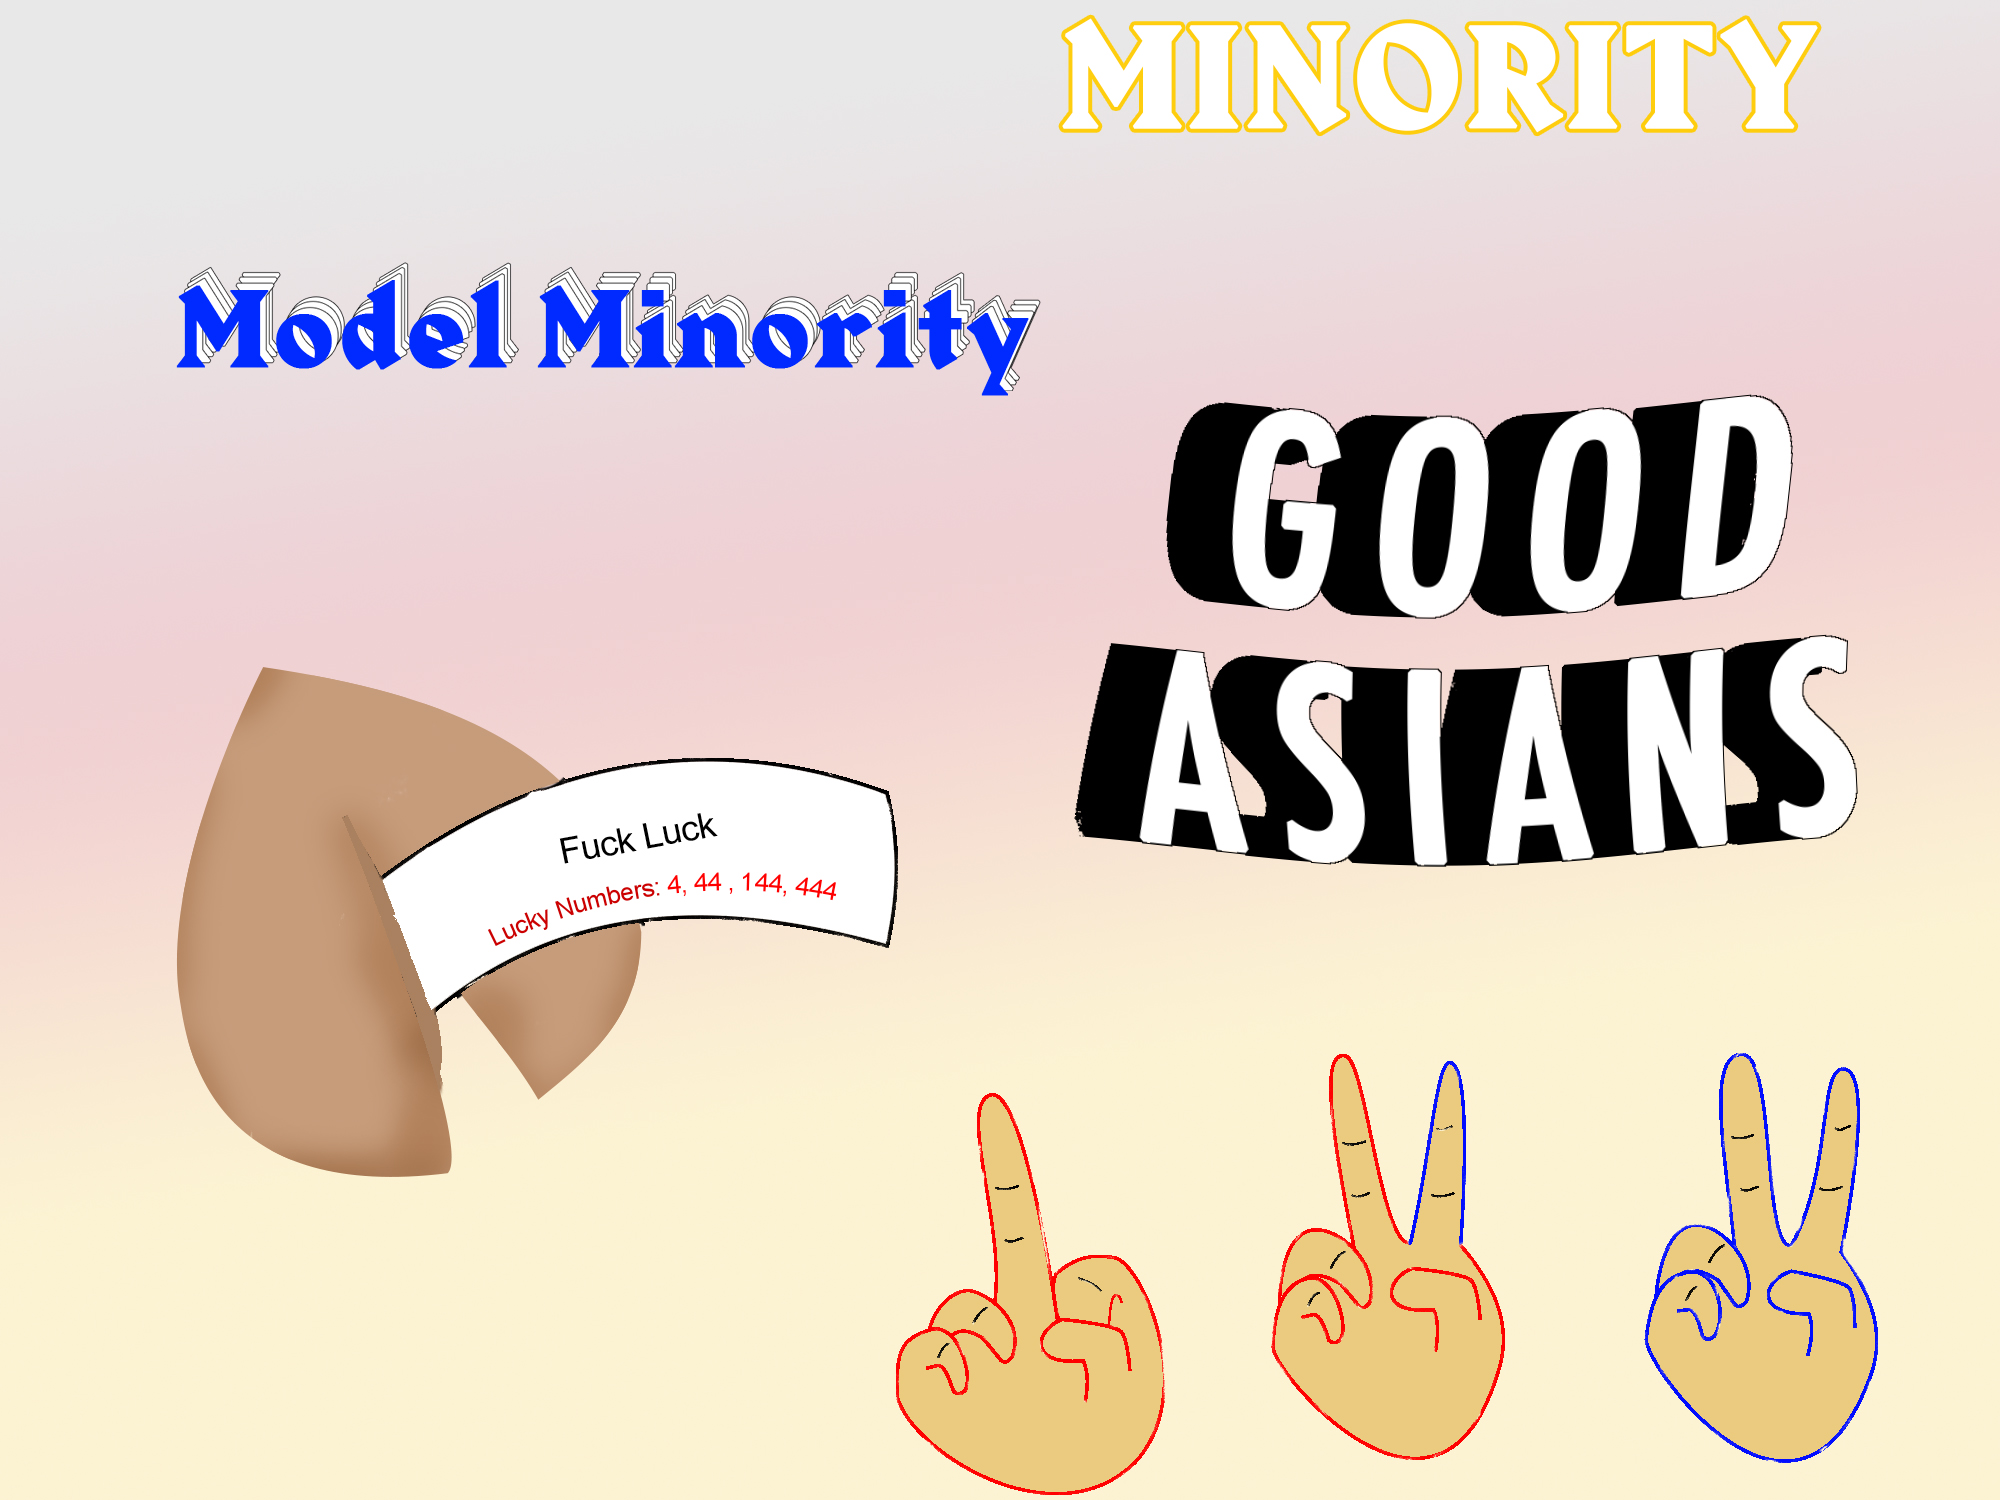 MINORITY
Model Minority
GOOD
ASIANS
Fuck Luck
Lucky Numbers: 4, 44 , 144, 444